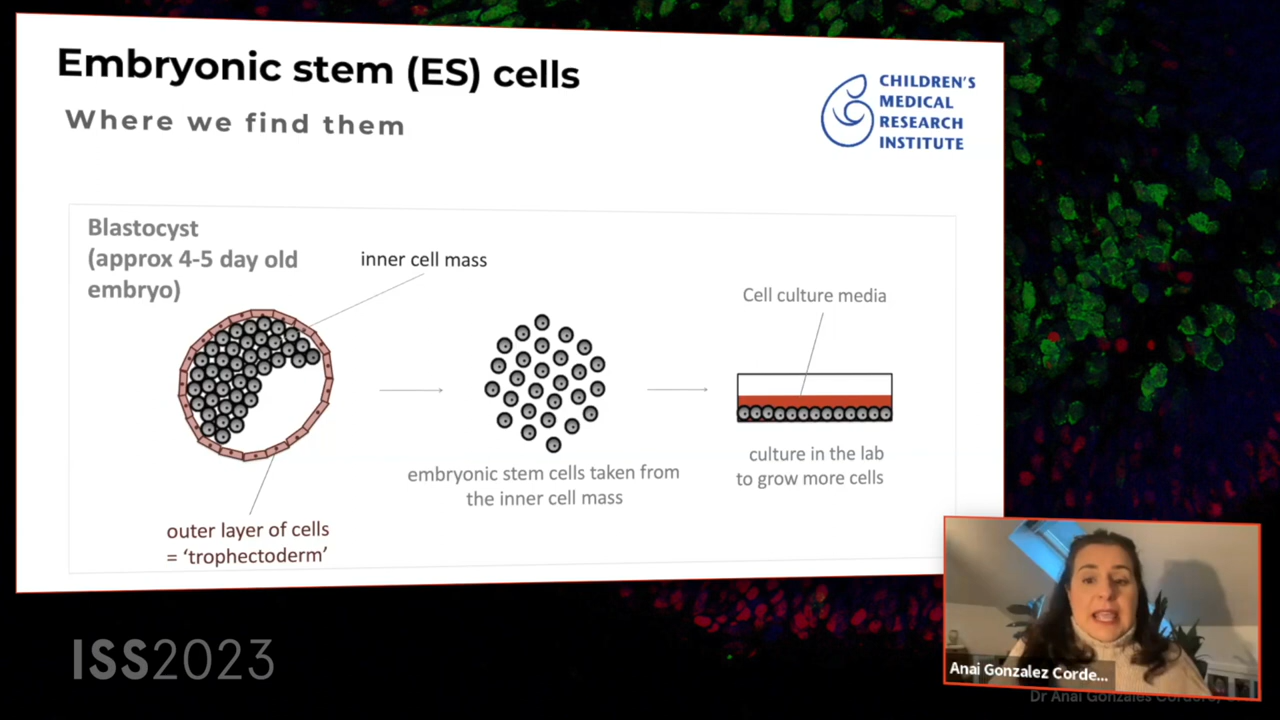 Embryonic stem (ES) cells
Where we find them
CHILDREN'S
MEDICAL
RESEARCH
INSTITUTE
Blastocyst
(approx 4-5 day old
embryo)
inner cell mass
Cell culture media
embryonic stem cells taken from
the inner cell mass
culture in the lab
to grow more cells
outer layer of cells
= ‘trophectoderm’
ISS2023
Anai Gonzalez Corde...
Dr Anai Gonzales Cordero,